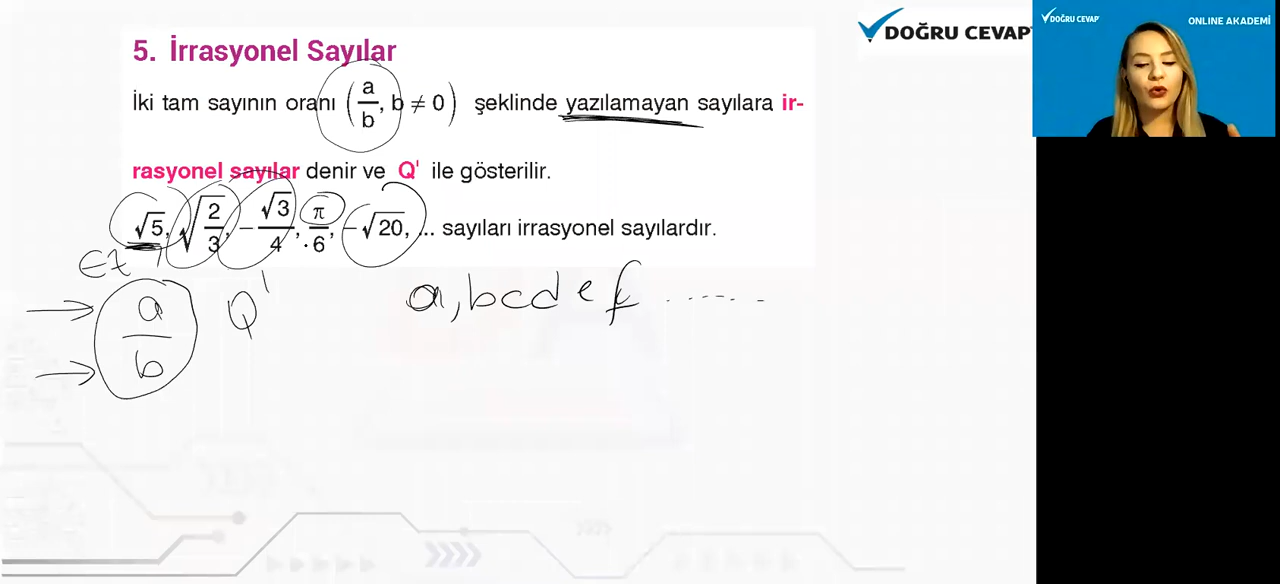 DOĞRU CEVAP
DOĞRU CEVAP
ONLINE AKADEMİ
5. İrrasyonel Sayılar
İki tam sayının oranı (a/b, b ≠ 0) şeklinde yazılamayan sayılara ir-
rasyonel sayılar denir ve Q' ile gösterilir.
√5, √(2/3), -√3/4, π/6, -√20, ... sayıları irrasyonel sayılardır.
a/b Q' a,bcdef ......